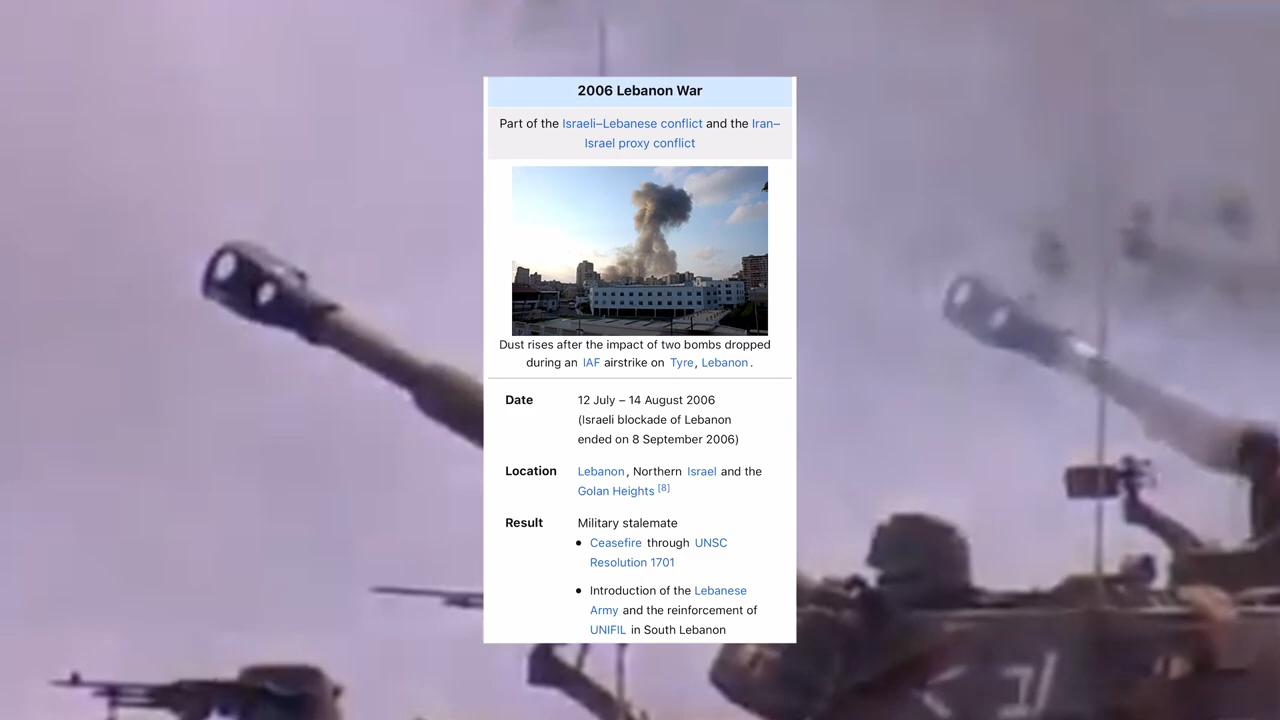 2006 Lebanon War
Part of the Israeli–Lebanese conflict and the Iran–
Israel proxy conflict
Dust rises after the impact of two bombs dropped
during an IAF airstrike on Tyre, Lebanon.
Date
12 July – 14 August 2006
(Israeli blockade of Lebanon
ended on 8 September 2006)
Location
Lebanon, Northern Israel and the
Golan Heights [8]
Result
Military stalemate
• Ceasefire through UNSC
Resolution 1701
• Introduction of the Lebanese
Army and the reinforcement of
UNIFIL in South Lebanon